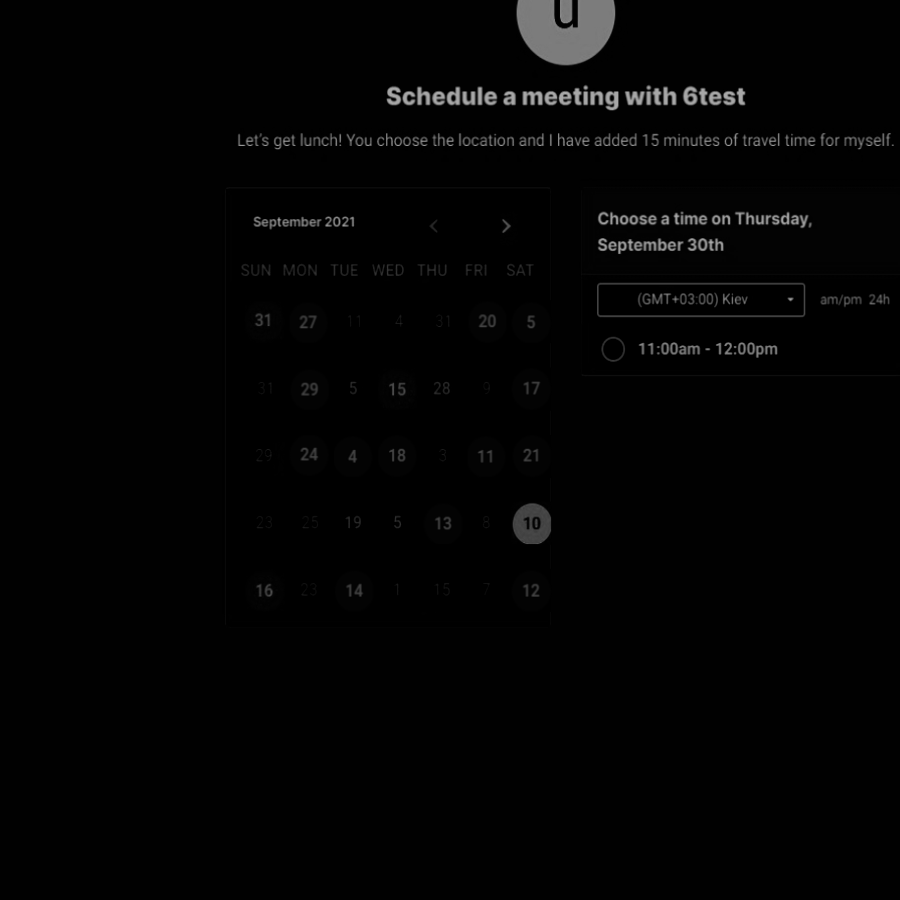 u
Schedule a meeting with 6test
Let's get lunch! You choose the location and I have added 15 minutes of travel time for myself.
September 2021
SUN MON TUE WED THU FRI SAT
31 27 11 4 31 20 5
31 29 5 15 28 9 17
29 24 4 18 3 11 21
23 25 19 5 13 8 10
16 23 14 1 15 7 12
Choose a time on Thursday,
September 30th
(GMT+03:00) Kiev am/pm 24h
11:00am - 12:00pm